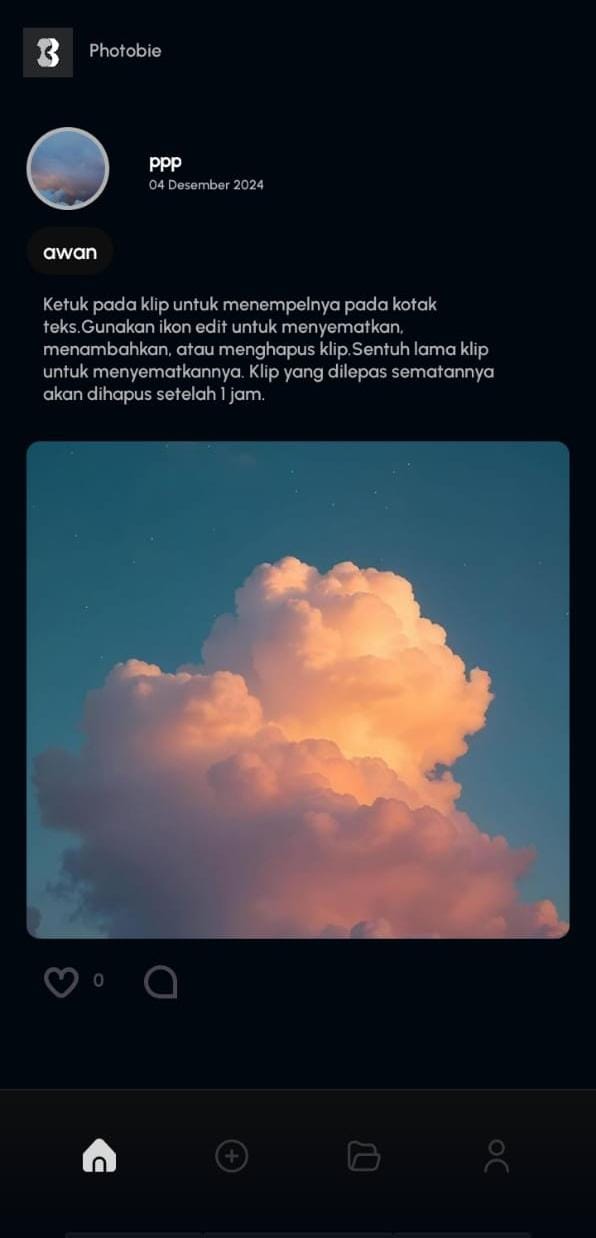 Photobie
ppp
04 Desember 2024
awan
Ketuk pada klip untuk menempelnya pada kotak
teks.Gunakan ikon edit untuk menyematkan,
menambahkan, atau menghapus klip.Sentuh lama klip
untuk menyematkannya. Klip yang dilepas sematannya
akan dihapus setelah 1 jam.
0